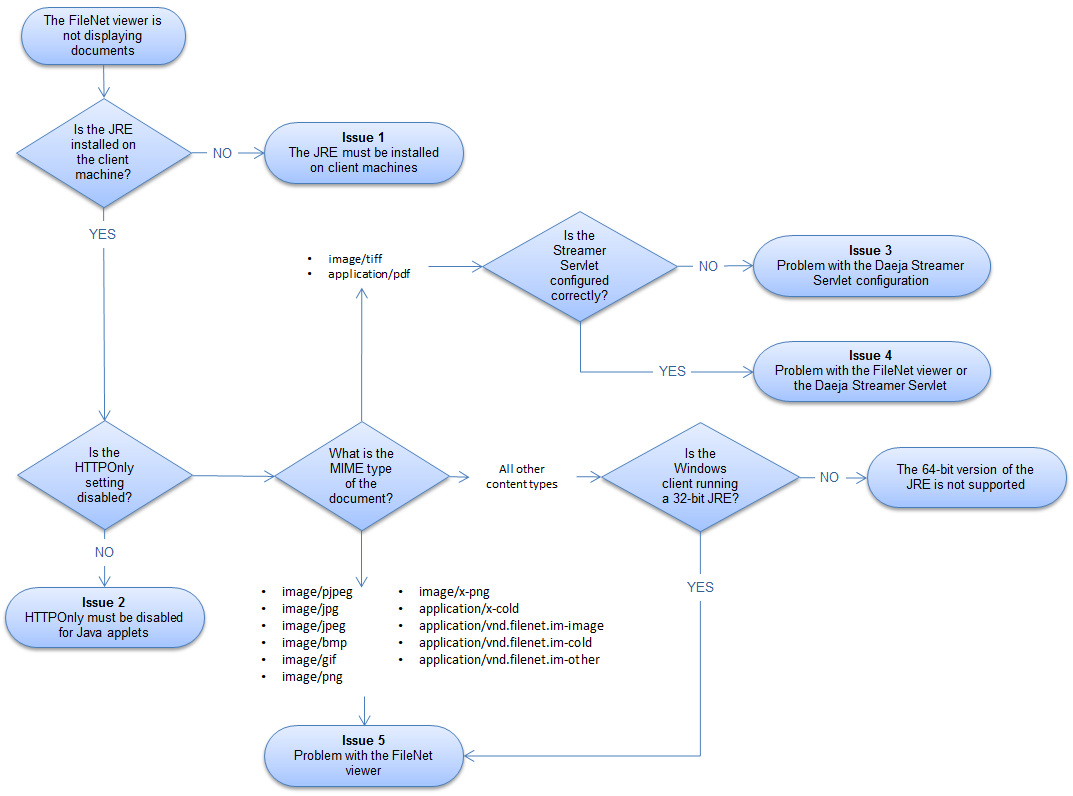 The FileNet viewer is
not displaying
documents
Is the JRE
installed on
the client
machine?
NO
Issue 1
The JRE must be installed
on client machines
YES
• image/tiff
• application/pdf
Is the
Streamer
Servlet
configured
correctly?
NO
Issue 3
Problem with the Daeja Streamer
Servlet configuration
YES
Issue 4
Problem with the FileNet viewer or
the Daeja Streamer Servlet
Is the
HTTPOnly
setting
disabled?
What is the
MIME type
of the
document?
All other
content types
Is the
Windows
client running
a 32-bit JRE?
NO
The 64-bit version of the
JRE is not supported
NO
Issue 2
HTTPOnly must be disabled
for Java applets
• image/pjpeg
• image/jpg
• image/jpeg
• image/bmp
• image/gif
• image/png
• image/x-png
• application/x-cold
• application/vnd.filenet.im-image
• application/vnd.filenet.im-cold
• application/vnd.filenet.im-other
YES
Issue 5
Problem with the FileNet
viewer